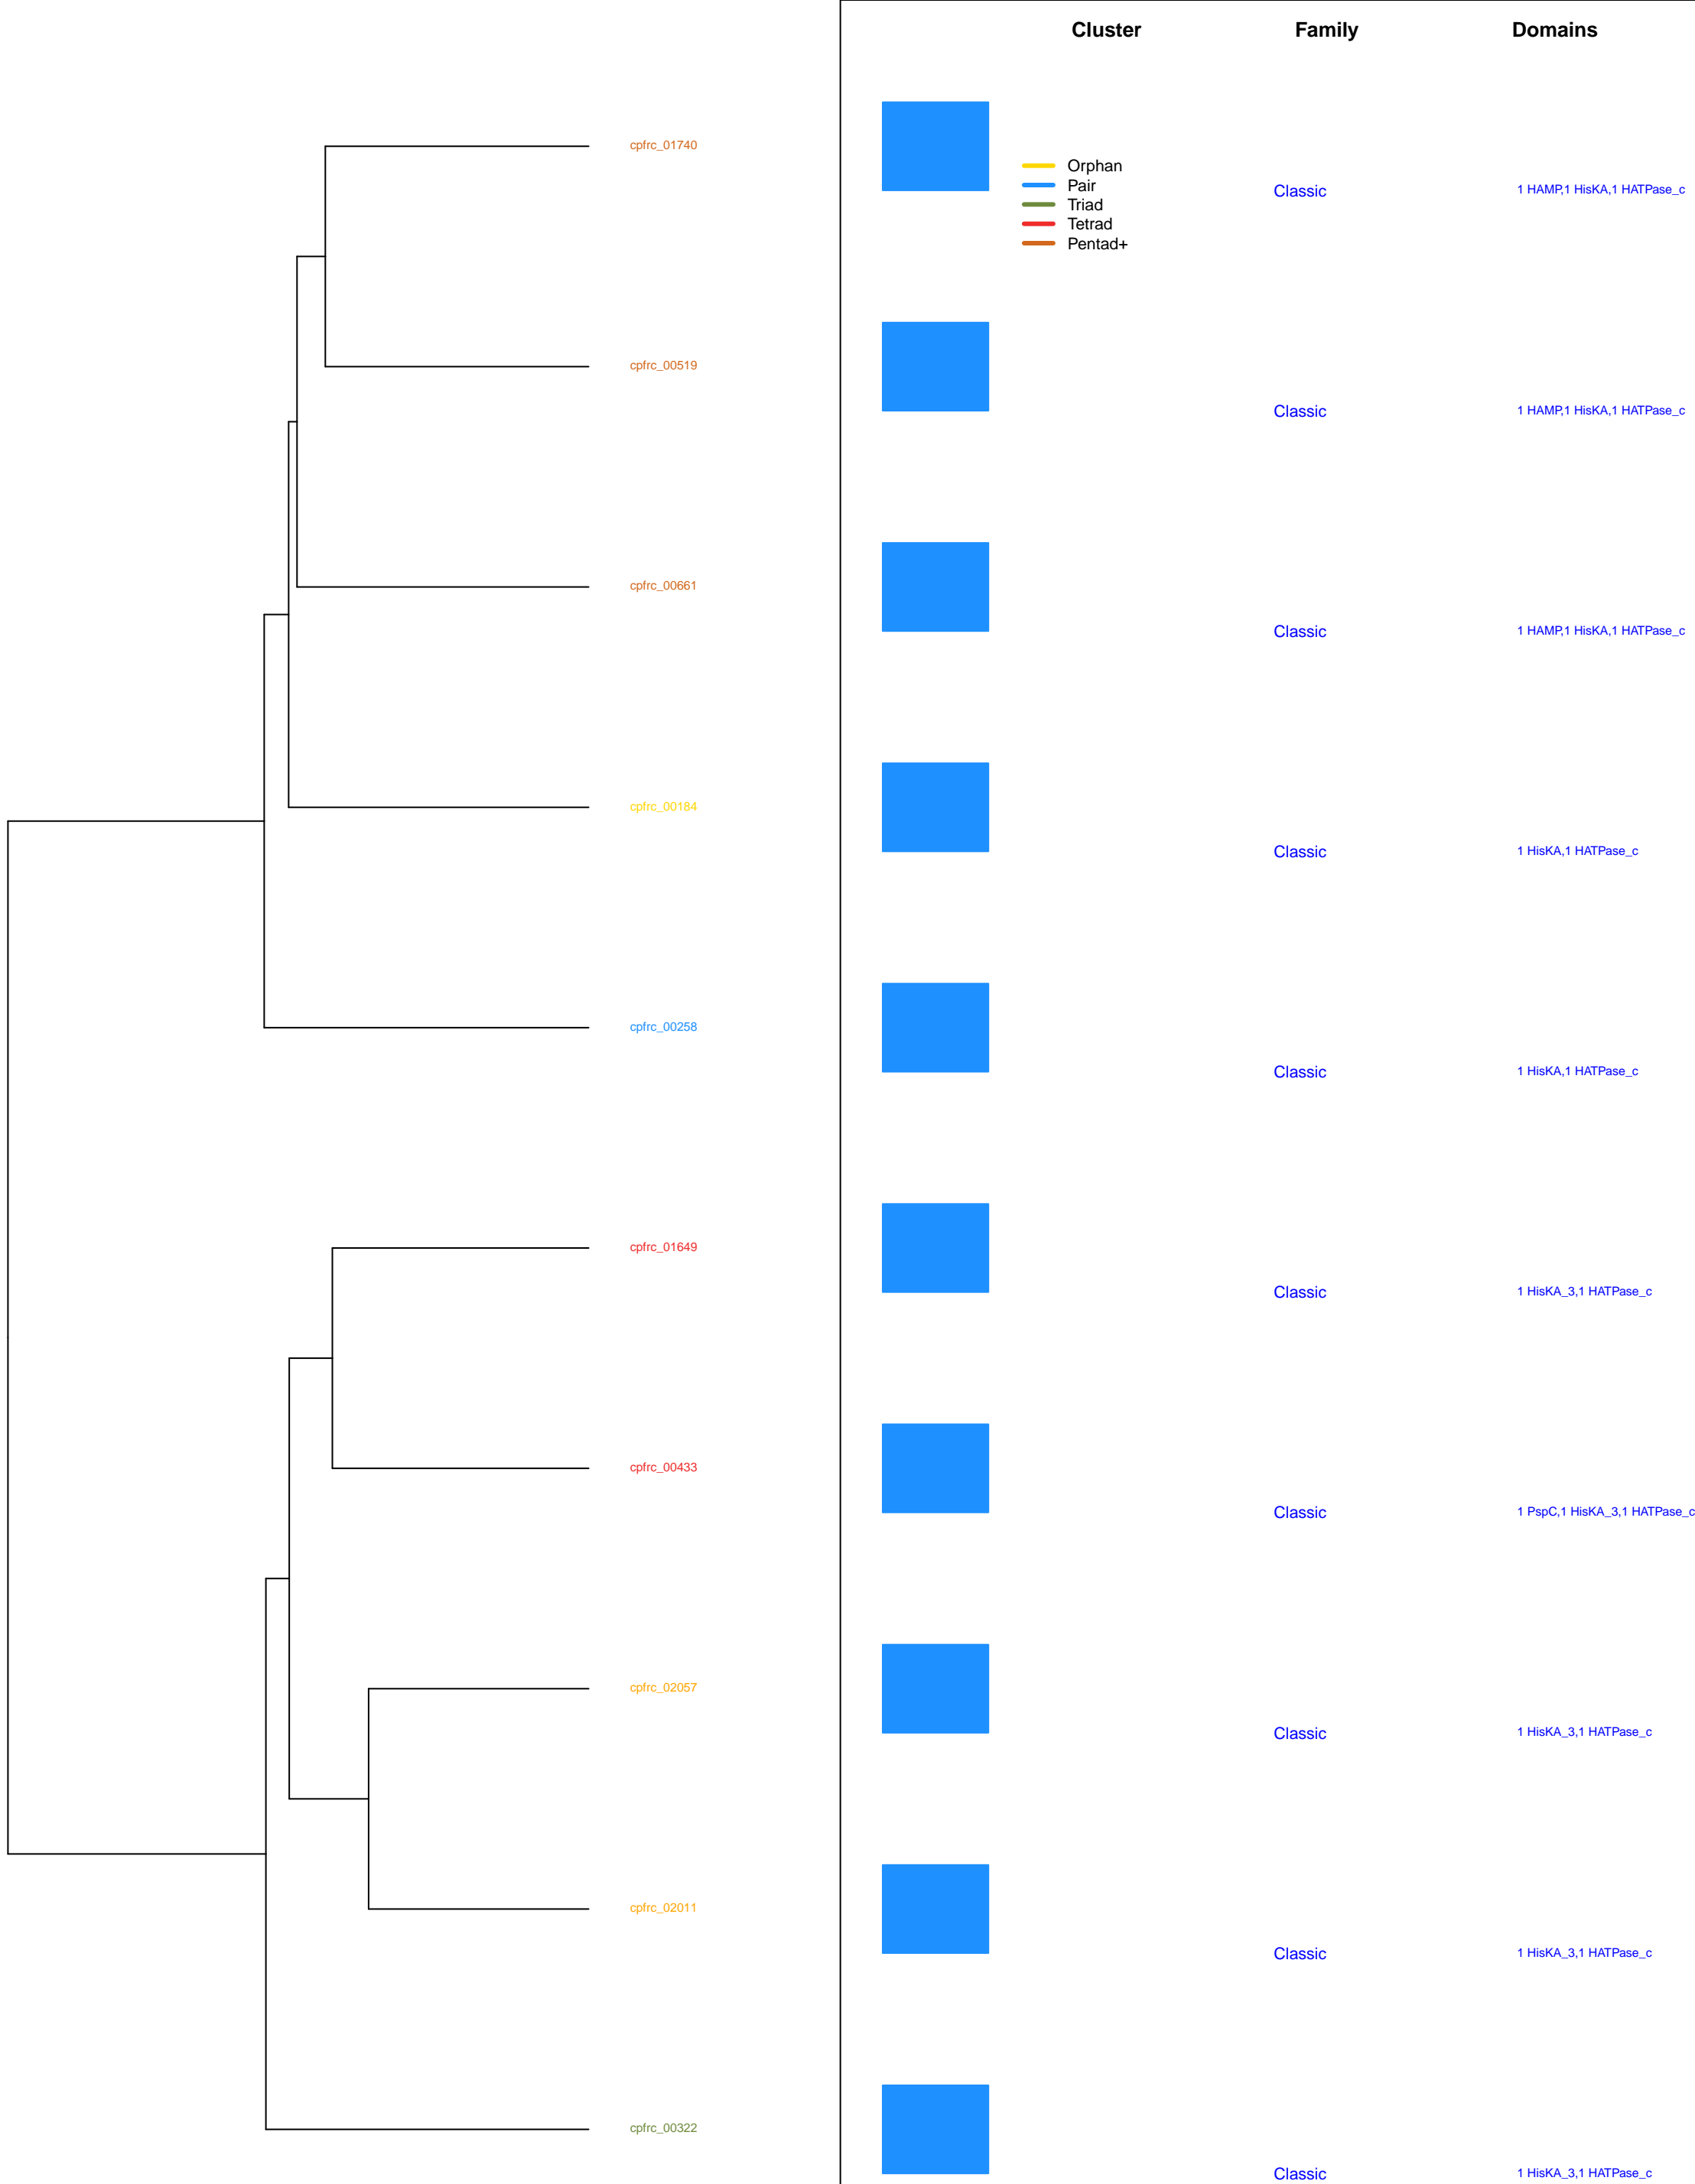 Cluster Family Domains
cpfrc_01740
Orphan
Pair
Triad
Tetrad
Pentad+
Classic 1 HAMP,1 HisKA,1 HATPase_c
cpfrc_00519
Classic 1 HAMP,1 HisKA,1 HATPase_c
cpfrc_00661
Classic 1 HAMP,1 HisKA,1 HATPase_c
cpfrc_00184
Classic 1 HisKA,1 HATPase_c
cpfrc_00258
Classic 1 HisKA,1 HATPase_c
cpfrc_01649
Classic 1 HisKA_3,1 HATPase_c
cpfrc_00433
Classic 1 PspC,1 HisKA_3,1 HATPase_c
cpfrc_02057
Classic 1 HisKA_3,1 HATPase_c
cpfrc_02011
Classic 1 HisKA_3,1 HATPase_c
cpfrc_00322
Classic 1 HisKA_3,1 HATPase_c